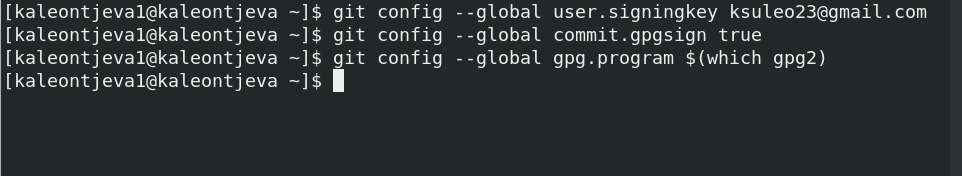 [kaleontjeva1@kaleontjeva ~]$ git config --global user.signingkey ksuleo23@gmail.com
[kaleontjeva1@kaleontjeva ~]$ git config --global commit.gpgsign true
[kaleontjeva1@kaleontjeva ~]$ git config --global gpg.program $(which gpg2)
[kaleontjeva1@kaleontjeva ~]$